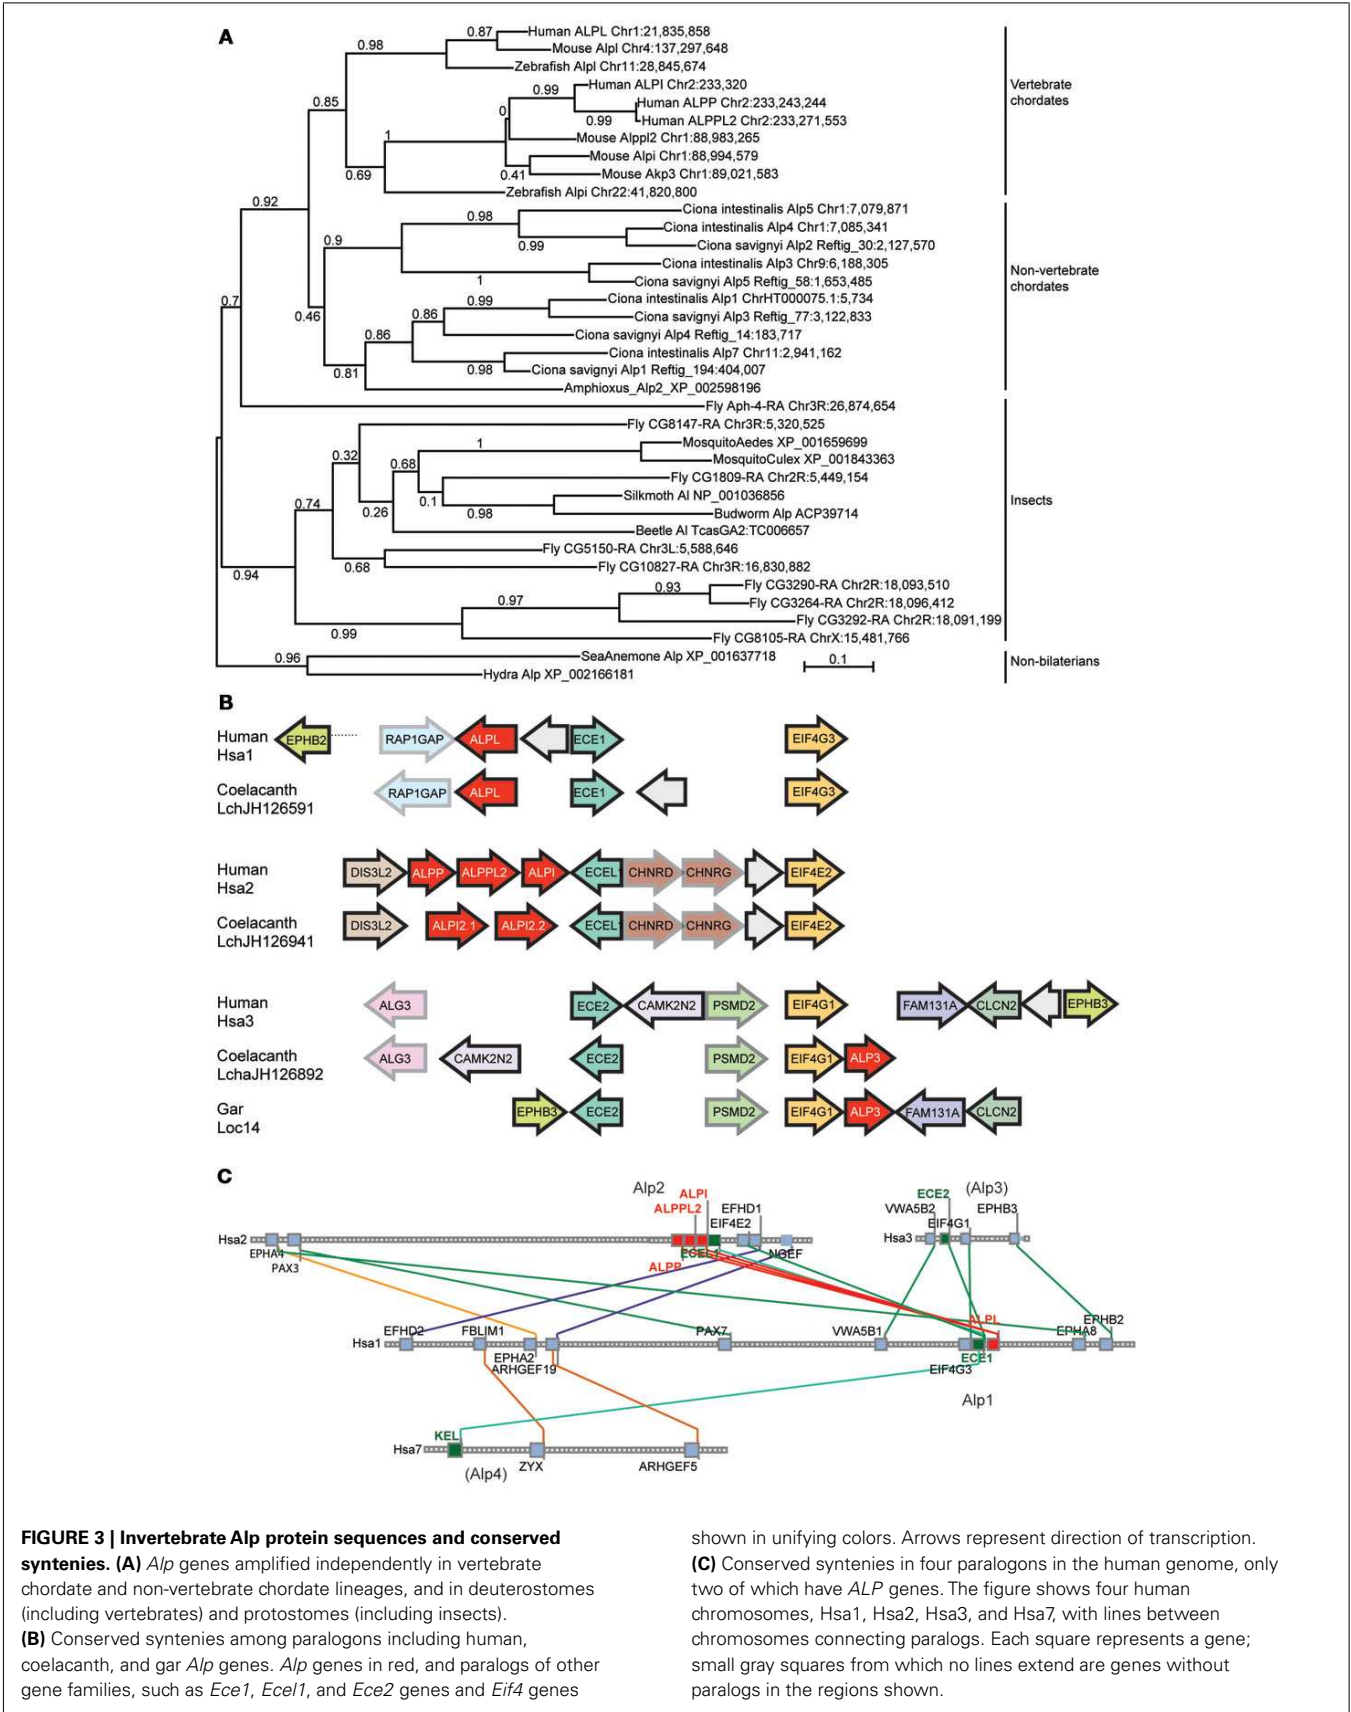 A
0.87
Human ALPL Chr1:21,835,858
0.98
Mouse Alpl Chr4:137,297,648
Zebrafish Alpl Chr11:28,845,674
0.99
Human ALPI Chr2:233,320
Vertebrate
chordates
0.85
0
Human ALPP Chr2:233,243,244
0.99
Human ALPPL2 Chr2:233,271,553
1
Mouse Alppl2 Chr1:88,983,265
Mouse Alpi Chr1:88,994,579
0.69
0.41
Mouse Akp3 Chr1:89,021,583
Zebrafish Alpi Chr22:41,820,800
0.92
0.98
Ciona intestinalis Alp5 Chr1:7,079,871
Ciona intestinalis Alp4 Chr1:7,085,341
0.9
0.99
Ciona savignyi Alp2 Reftig_30:2,127,570
Ciona intestinalis Alp3 Chr9:6,188,305
Non-vertebrate
chordates
1
Ciona savignyi Alp5 Reftig_58:1,653,485
0.7
0.99
Ciona intestinalis Alp1 ChrHT000075.1:5,734
0.46
0.86
Ciona savignyi Alp3 Reftig_77:3,122,833
0.86
Ciona savignyi Alp4 Reftig_14:183,717
Ciona intestinalis Alp7 Chr11:2,941,162
0.81
0.98
Ciona savignyi Alp1 Reftig_194:404,007
Amphioxus_Alp2_XP_002598196
Fly Aph-4-RA Chr3R:26,874,654
Fly CG8147-RA Chr3R:5,320,525
1
MosquitoAedes XP_001659699
0.32
0.68
MosquitoCulex XP_001843363
Fly CG1809-RA Chr2R:5,449,154
0.1
Silkmoth Al NP_001036856
0.74
0.26
0.98
Budworm Alp ACP39714
Insects
Beetle Al TcasGA2:TC006657
Fly CG5150-RA Chr3L:5,588,646
0.68
Fly CG10827-RA Chr3R:16,830,882
0.94
0.93
Fly CG3290-RA Chr2R:18,093,510
0.97
Fly CG3264-RA Chr2R:18,096,412
Fly CG3292-RA Chr2R:18,091,199
0.99
Fly CG8105-RA ChrX:15,481,766
0.96
SeaAnemone Alp XP_001637718
0.1
Non-bilaterians
Hydra Alp XP_002166181
B
Human
Hsa1
EPHB2
RAP1GAP
ALPL
ECE1
EIF4G3
Coelacanth
LchJH126591
RAP1GAP
ALPL
ECE1
EIF4G3
Human
Hsa2
DIS3L2
ALPP
ALPPL2
ALPI
ECEL1
CHNRD
CHNRG
EIF4E2
Coelacanth
LchJH126941
DIS3L2
ALPI2.1
ALPI2.2
ECEL1
CHNRD
CHNRG
EIF4E2
Human
Hsa3
ALG3
ECE2
CAMK2N2
PSMD2
EIF4G1
FAM131A
CLCN2
EPHB3
Coelacanth
LchaJH126892
ALG3
CAMK2N2
ECE2
PSMD2
EIF4G1
ALP3
Gar
Loc14
EPHB3
ECE2
PSMD2
EIF4G1
ALP3
FAM131A
CLCN2
C
Alp2
ALPI
ALPPL2
EFHD1
EIF4E2
ECE2
(Alp3)
VWA5B2
EPHB3
EIF4G1
Hsa2
Hsa3
EPHA4
ECEL1
NGEF
PAX3
ALPP
EFHD2
FBLIM1
PAX7
VWA5B1
ALPL
EPHA8
EPHB2
Hsa1
EPHA2
ARHGEF19
ECE1
EIF4G3
Alp1
KEL
Hsa7
(Alp4)
ZYX
ARHGEF5
FIGURE 3 | Invertebrate Alp protein sequences and conserved
syntenies. (A) Alp genes amplified independently in vertebrate
chordate and non-vertebrate chordate lineages, and in deuterostomes
(including vertebrates) and protostomes (including insects).
(B) Conserved syntenies among paralogons including human,
coelacanth, and gar Alp genes. Alp genes in red, and paralogs of other
gene families, such as Ece1, Ecel1, and Ece2 genes and Eif4 genes
shown in unifying colors. Arrows represent direction of transcription.
(C) Conserved syntenies in four paralogons in the human genome, only
two of which have ALP genes. The figure shows four human
chromosomes, Hsa1, Hsa2, Hsa3, and Hsa7, with lines between
chromosomes connecting paralogs. Each square represents a gene;
small gray squares from which no lines extend are genes without
paralogs in the regions shown.